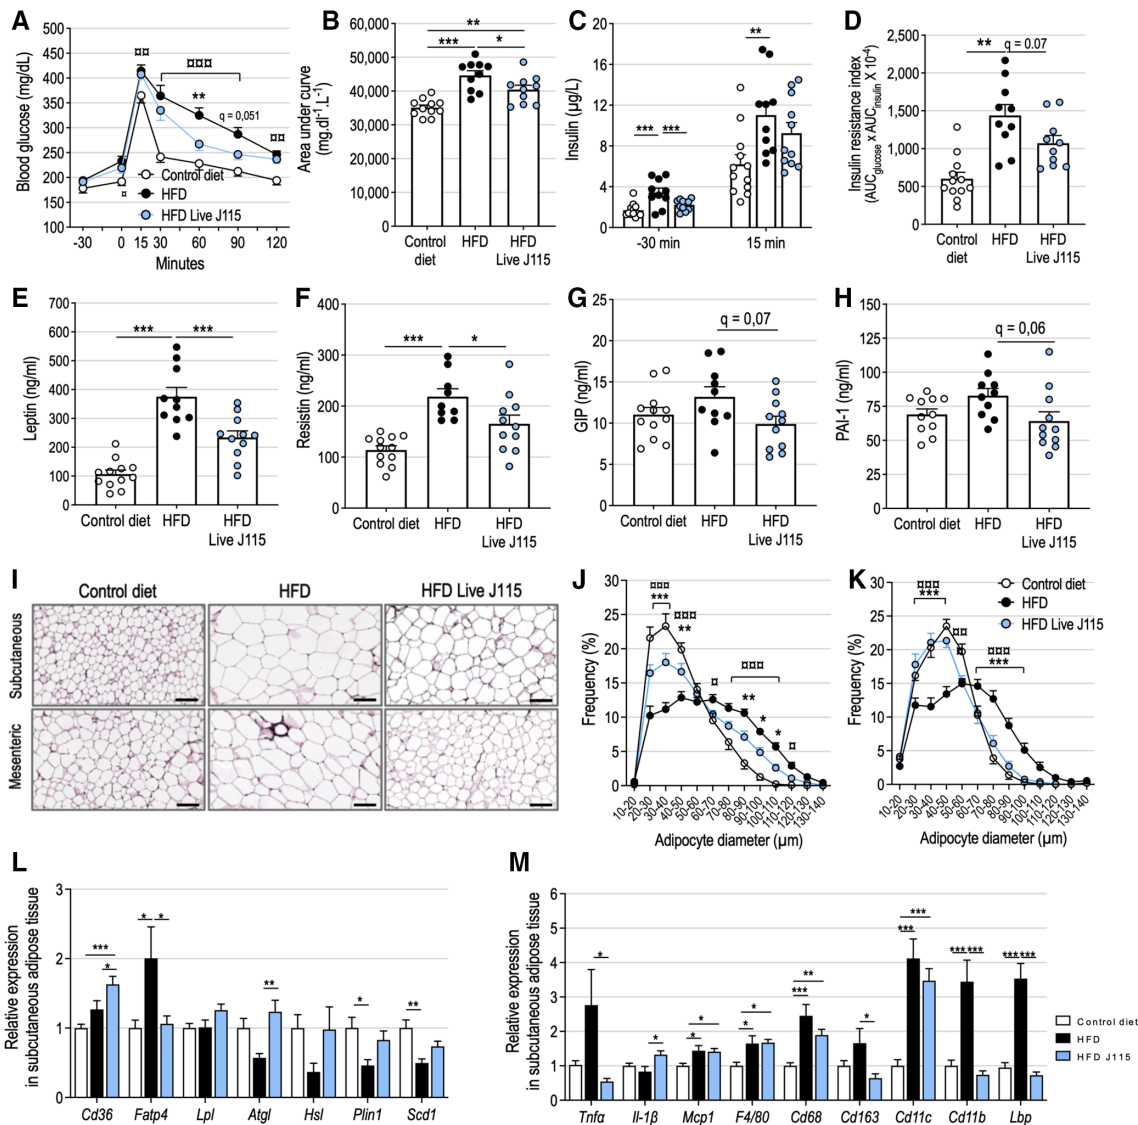 A
Blood glucose (mg/dL)
500
450
400
350
300
250
200
150
100
¤¤
¤¤¤
**
q = 0,051
¤¤
¤
Control diet
HFD
HFD Live J115
-30 0 15 30 60 90 120
Minutes
B
Area under curve
(mg.dl⁻¹.L⁻¹)
60,000
50,000
40,000
30,000
20,000
10,000
0
**
*** *
Control
diet
HFD
HFD
Live J115
C
Insulin (µg/L)
20
16
12
8
4
0
**
*** ***
-30 min 15 min
D
Insulin resistance index
(AUCglucose X AUCinsulin X 10⁻⁴)
2,500
2,000
1,500
1,000
500
0
** q = 0.07
Control
diet
HFD
HFD
Live J115
E
Leptin (ng/ml)
700
600
500
400
300
200
100
0
*** ***
Control diet HFD HFD
Live J115
F
Resistin (ng/ml)
400
300
200
100
0
*** *
Control diet HFD HFD
Live J115
G
GIP (ng/ml)
25
20
15
10
5
0
q = 0,07
Control diet HFD HFD
Live J115
H
PAI-1 (ng/ml)
150
125
100
75
50
25
0
q = 0,06
Control diet HFD HFD
Live J115
I
Control diet HFD HFD Live J115
Subcutaneous
Mesenteric
J
Frequency (%)
30
25
20
15
10
5
0
¤¤¤
***
¤¤¤
**
¤
¤¤¤
**
*
*
¤
10-20 20-30 30-40 40-50 50-60 60-70 70-80 80-90 90-100 100-110 110-120 120-130 130-140
Adipocyte diameter (µm)
K
Frequency (%)
30
25
20
15
10
5
0
¤¤¤
***
¤¤
¤¤¤
***
Control diet
HFD
HFD Live J115
10-20 20-30 30-40 40-50 50-60 60-70 70-80 80-90 90-100 100-110 110-120 120-130 130-140
Adipocyte diameter (µm)
L
Relative expression
in subcutaneous adipose tissue
3
2
1
0
***
*
* *
**
*
**
Cd36 Fatp4 Lpl Atgl Hsl Plin1 Scd1
M
Relative expression
in subcutaneous adipose tissue
6
5
4
3
2
1
0
*
*
*
*
*
*
**
***
*
***
***
*** ***
*** ***
Tnfα Il-1β Mcp1 F4/80 Cd68 Cd163 Cd11c Cd11b Lbp
Control diet
HFD
HFD J115